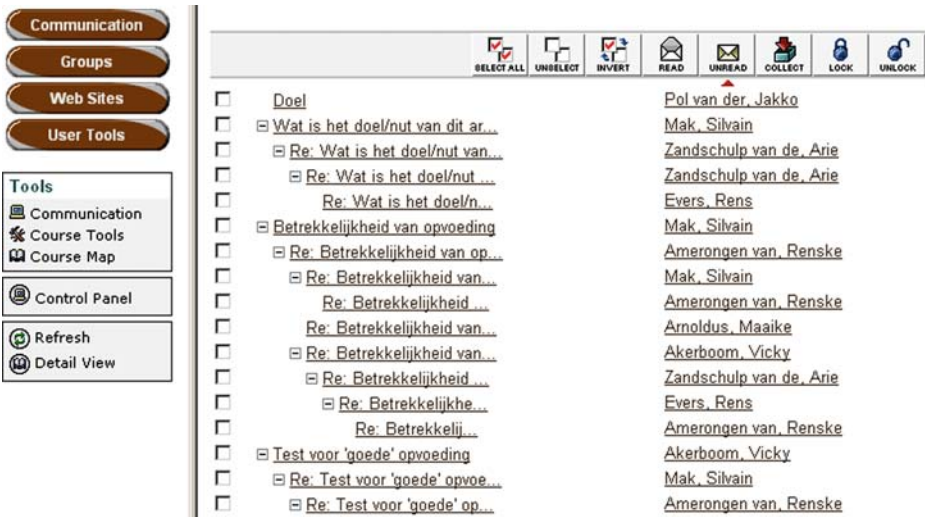 Communication
Groups
Web Sites
User Tools
Tools
Communication
Course Tools
Course Map
Control Panel
Refresh
Detail View
SELECT ALL UNSELECT INVERT READ UNREAD COLLECT LOCK UNLOCK
Doel Pol van der, Jakko
Wat is het doel/nut van dit ar... Mak, Silvain
Re: Wat is het doel/nut van... Zandschulp van de, Arie
Re: Wat is het doel/nut ... Zandschulp van de, Arie
Re: Wat is het doel/n... Evers, Rens
Betrekkelijkheid van opvoeding Mak, Silvain
Re: Betrekkelijkheid van op... Amerongen van, Renske
Re: Betrekkelijkheid van... Mak, Silvain
Re: Betrekkelijkheid ... Amerongen van, Renske
Re: Betrekkelijkheid van... Arnoldus, Maaike
Re: Betrekkelijkheid van... Akerboom, Vicky
Re: Betrekkelijkheid ... Zandschulp van de, Arie
Re: Betrekkelijkhe... Evers, Rens
Re: Betrekkelij... Amerongen van, Renske
Test voor 'goede' opvoeding Akerboom, Vicky
Re: Test voor 'goede' opvoe... Mak, Silvain
Re: Test voor 'goede' op... Amerongen van, Renske